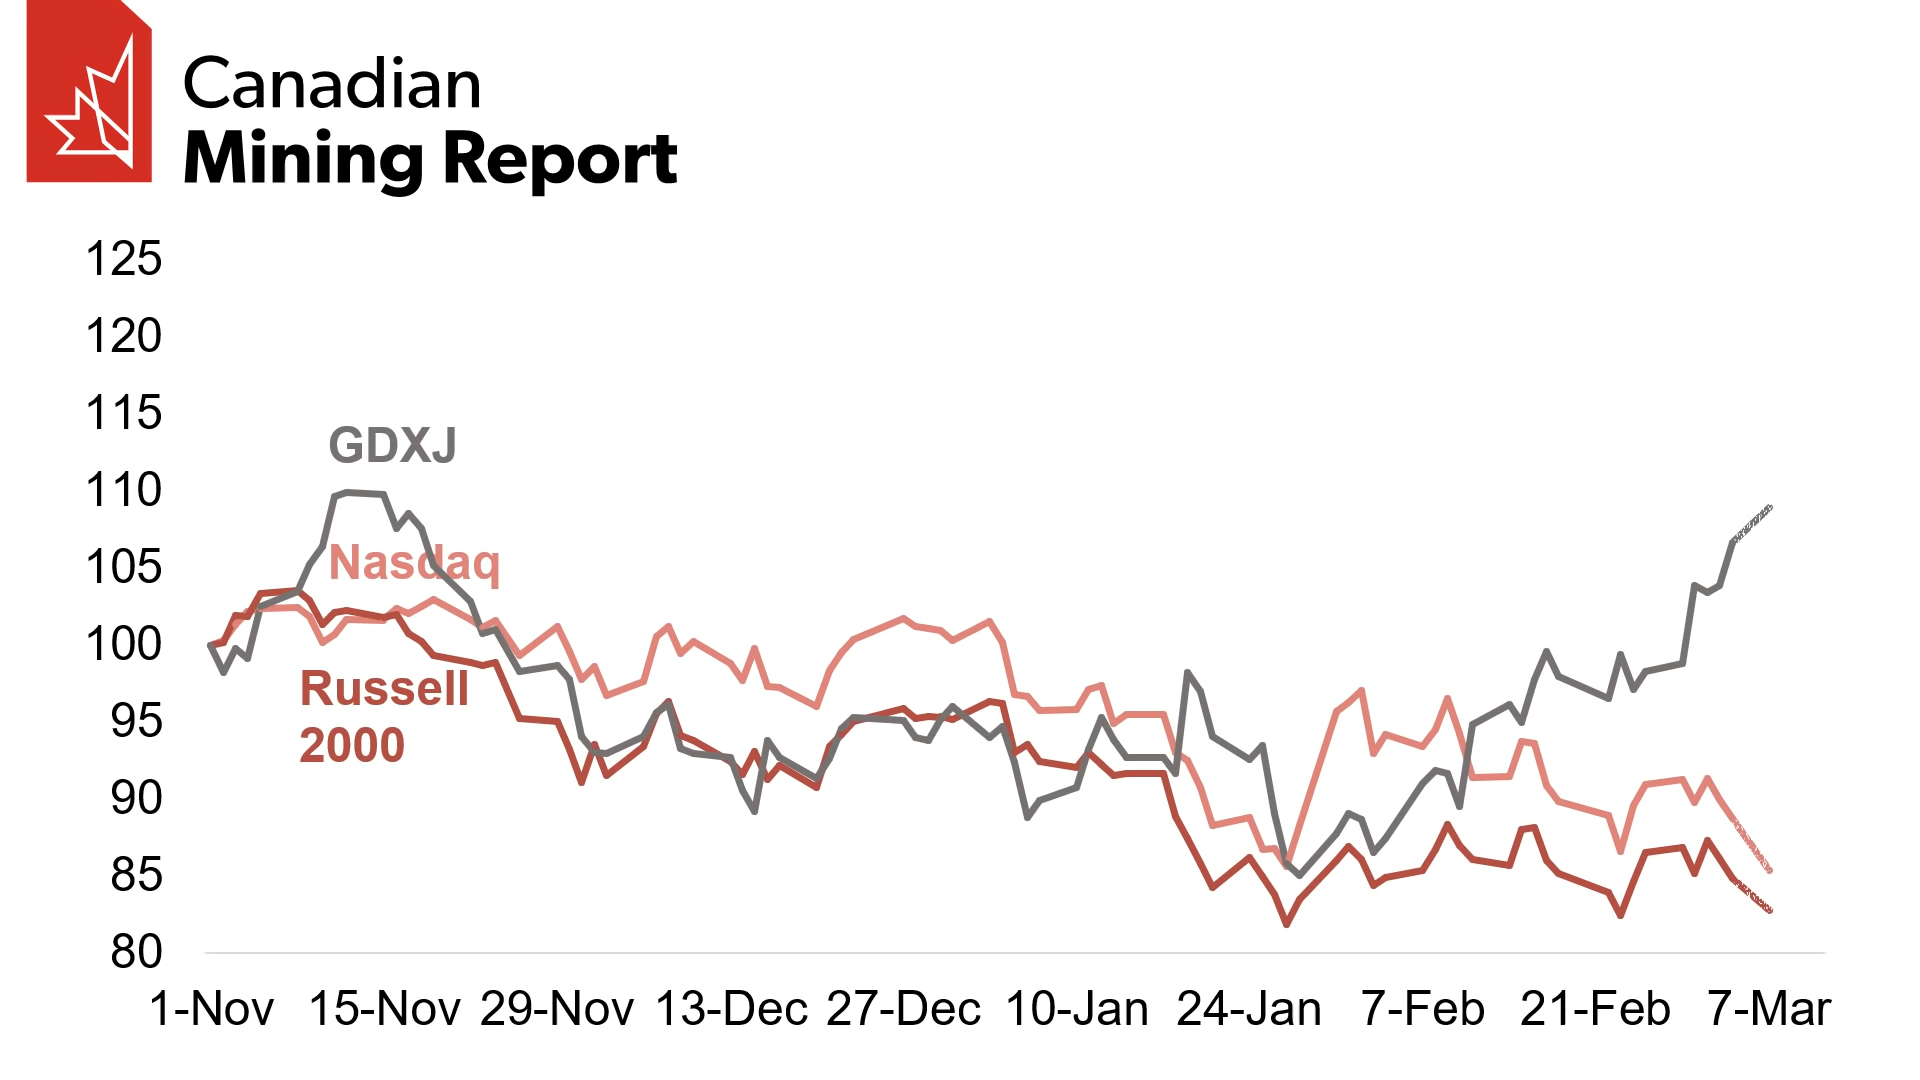 Canadian
Mining Report
125
120
115
110
105
100
95
90
85
80
GDXJ
Nasdaq
Russell
2000
1-Nov 15-Nov 29-Nov 13-Dec 27-Dec 10-Jan 24-Jan 7-Feb 21-Feb 7-Mar